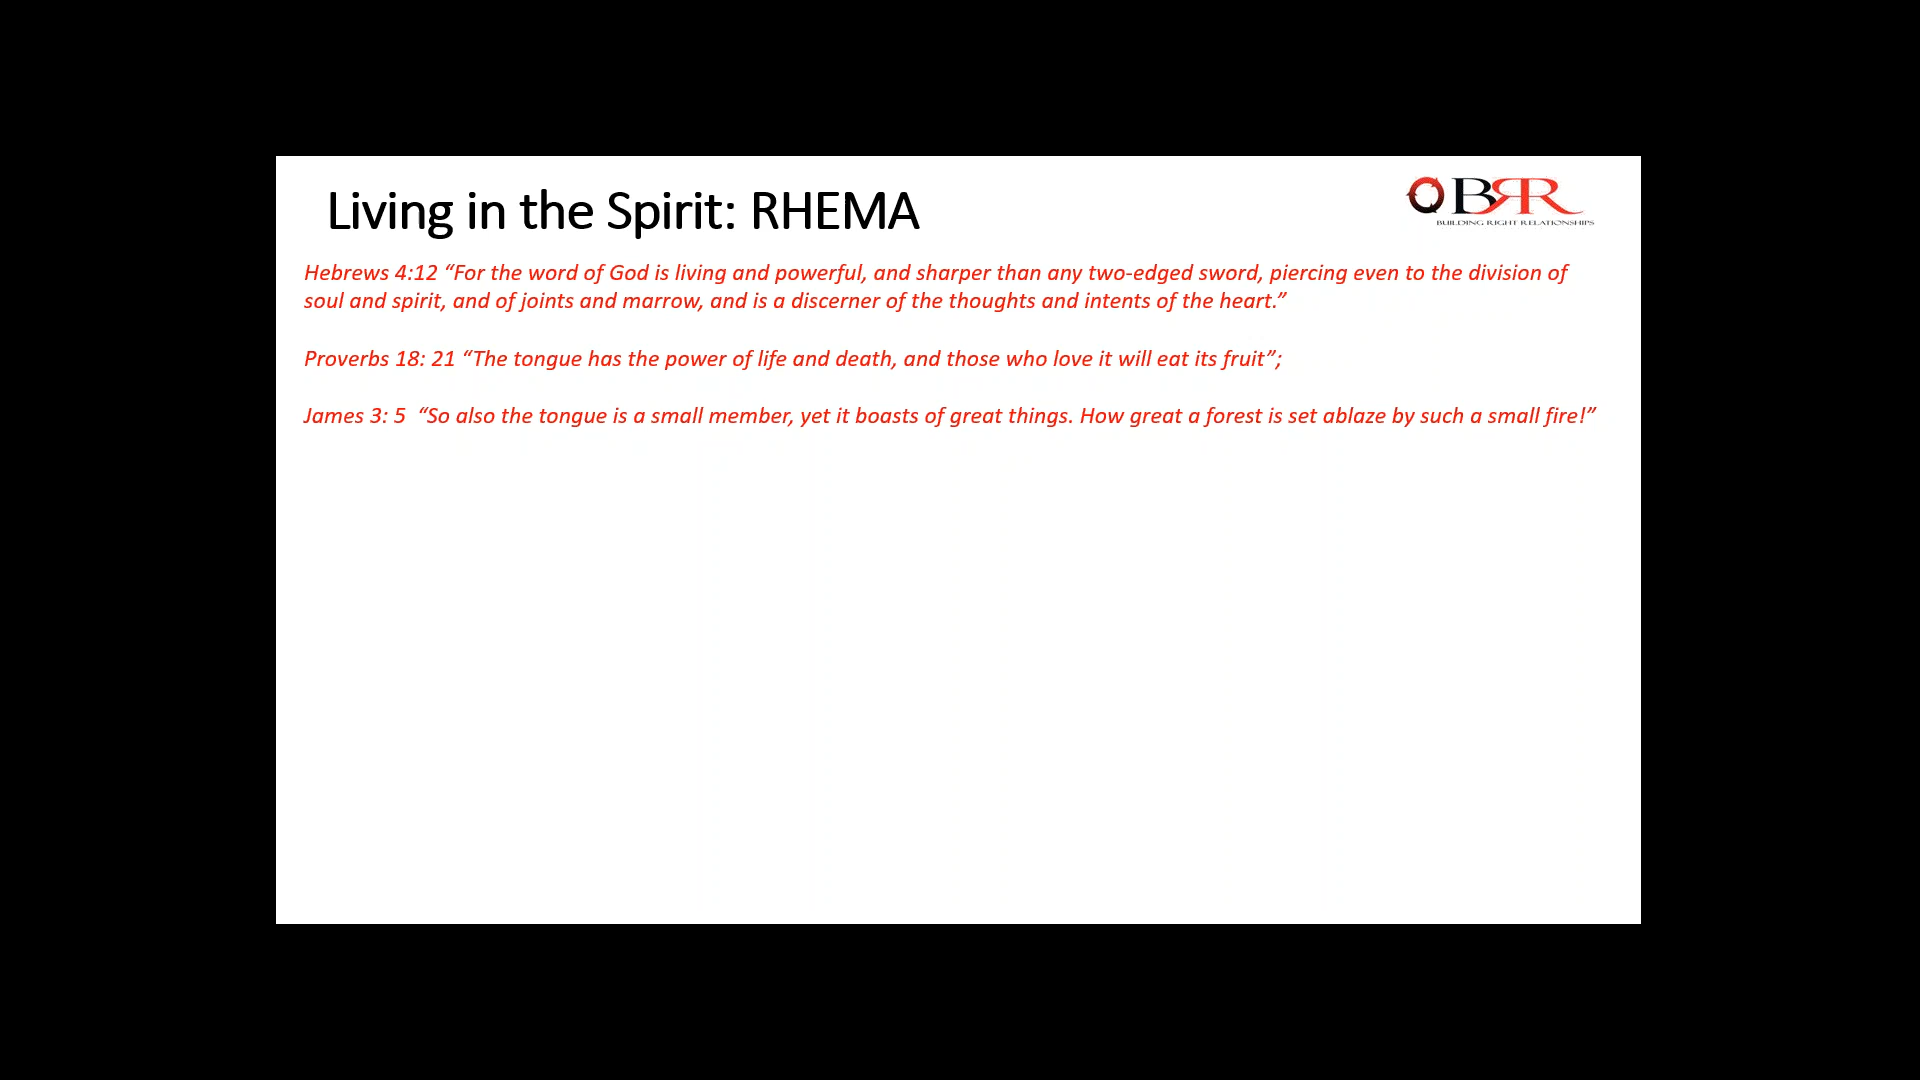 Living in the Spirit: RHEMA
BRR
BUILDING RIGHT RELATIONSHIPS
Hebrews 4:12 “For the word of God is living and powerful, and sharper than any two-edged sword, piercing even to the division of
soul and spirit, and of joints and marrow, and is a discerner of the thoughts and intents of the heart.”
Proverbs 18: 21 “The tongue has the power of life and death, and those who love it will eat its fruit”;
James 3: 5  “So also the tongue is a small member, yet it boasts of great things. How great a forest is set ablaze by such a small fire!”